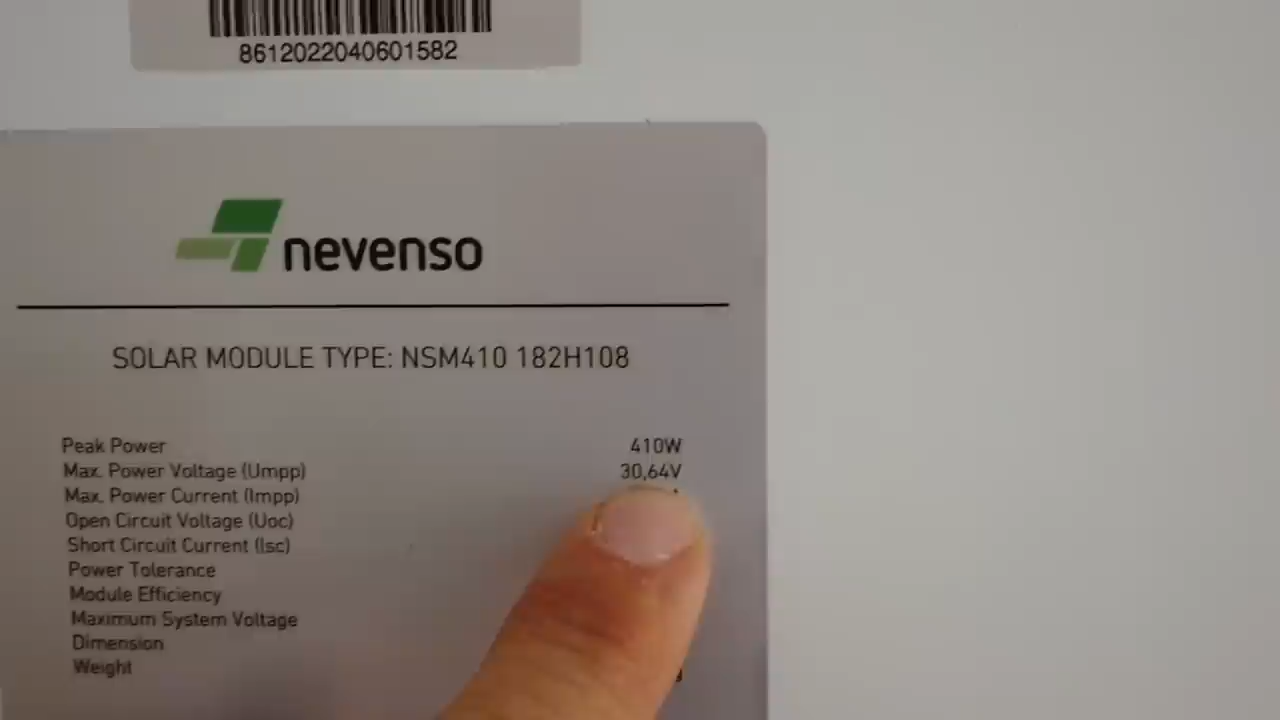 8612022040601582
nevenso
SOLAR MODULE TYPE: NSM410 182H108
Peak Power 410W
Max. Power Voltage (Umpp) 30,64V
Max. Power Current (Impp)
Open Circuit Voltage (Uoc)
Short Circuit Current (Isc)
Power Tolerance
Module Efficiency
Maximum System Voltage
Dimension
Weight